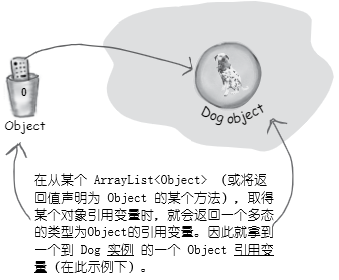 0
Object
Dog object
在从某个 ArrayList<Object> （或将返
回值声明为 Object 的某个方法），取得
某个对象引用变量时，就会返回一个多态
的类型为Object的引用变量。因此就拿到
一个到 Dog 实例 的一个 Object 引用变
量（在此示例下）。